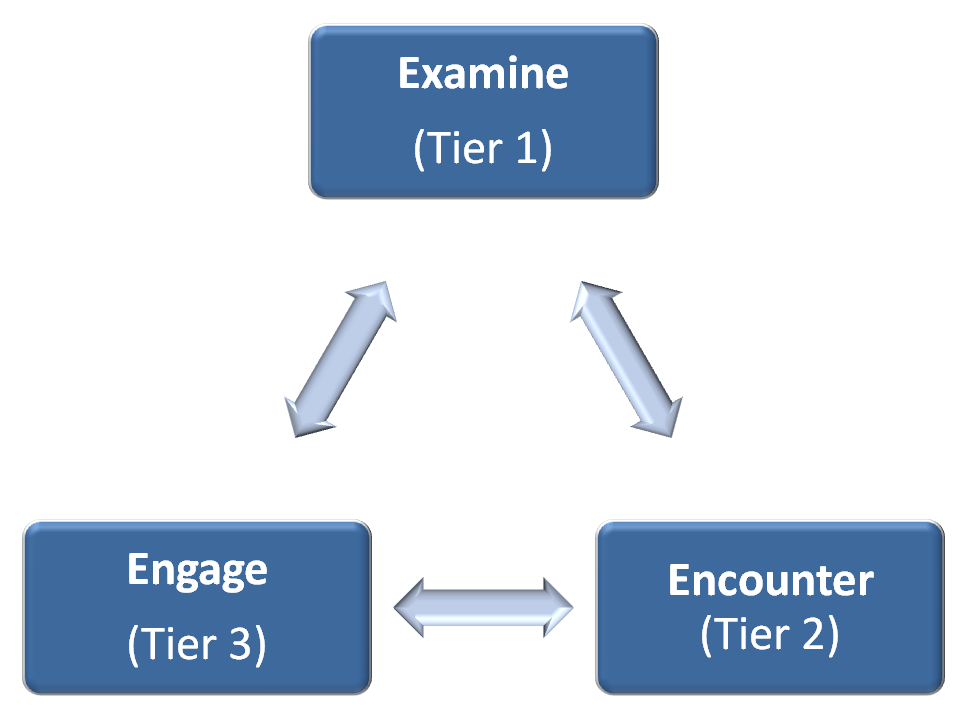 Examine
(Tier 1)
Engage
(Tier 3)
Encounter
(Tier 2)